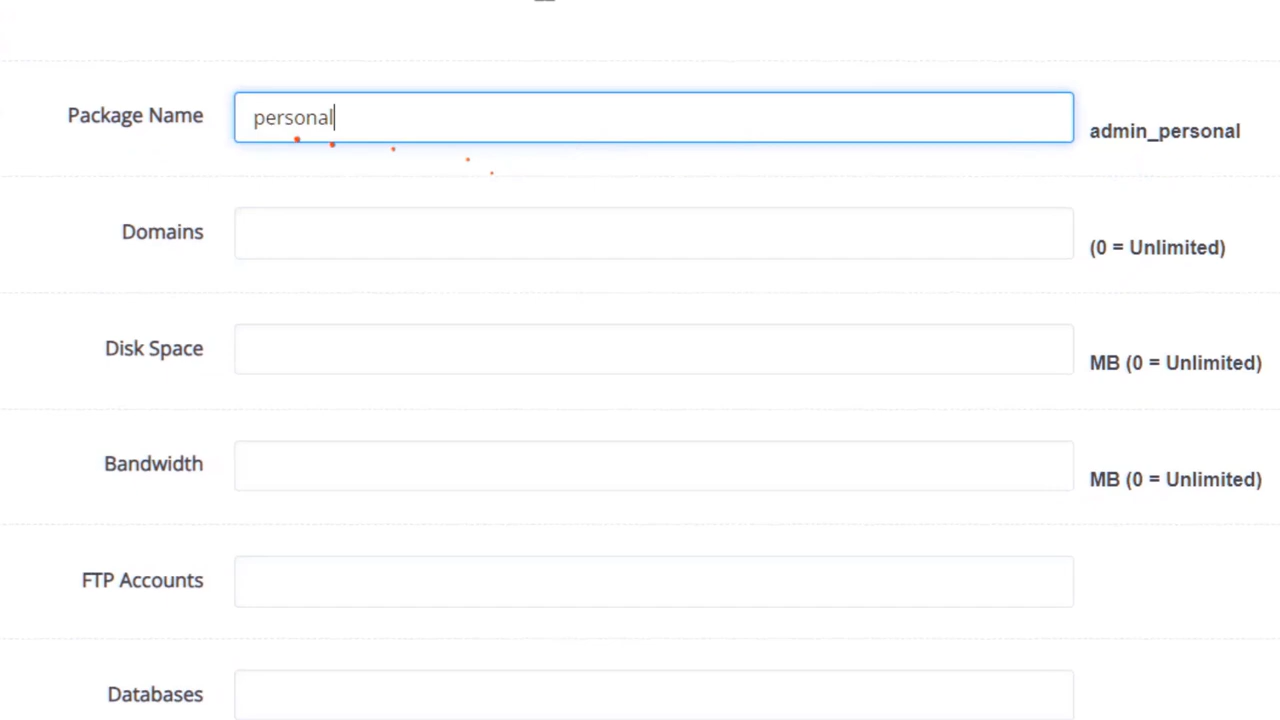 Package Name personal admin_personal
Domains (0 = Unlimited)
Disk Space MB (0 = Unlimited)
Bandwidth MB (0 = Unlimited)
FTP Accounts
Databases